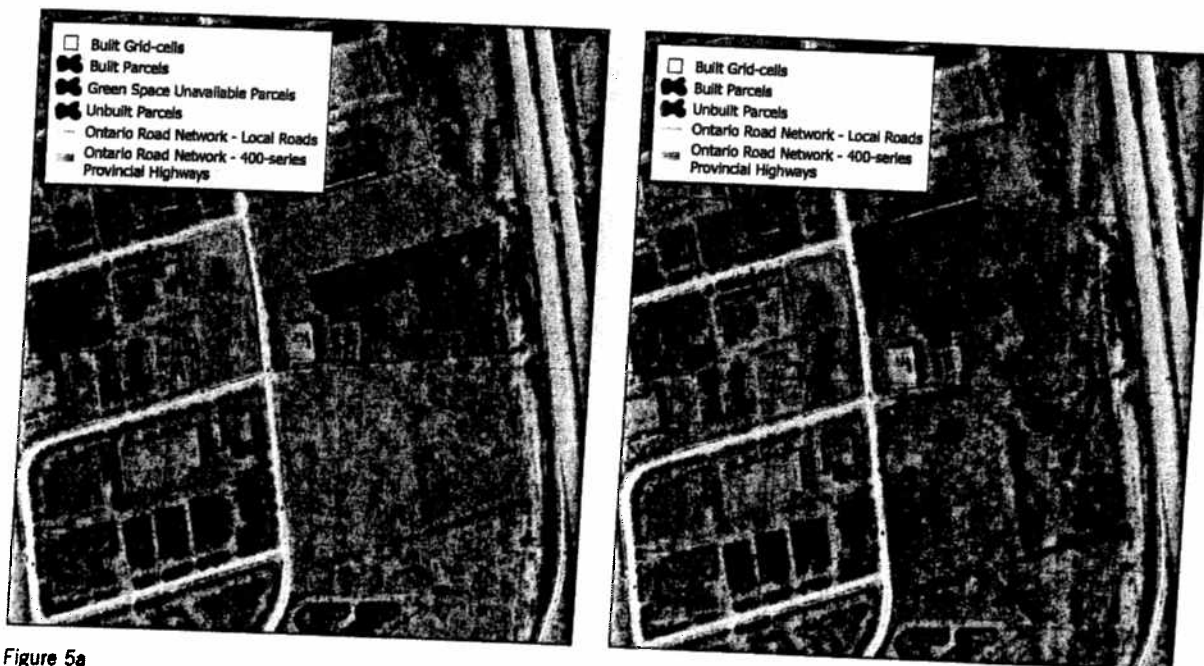 Built Grid-cells
Built Parcels
Green Space Unavailable Parcels
Unbuilt Parcels
Ontario Road Network - Local Roads
Ontario Road Network - 400-series
Provincial Highways
Built Grid-cells
Built Parcels
Unbuilt Parcels
Ontario Road Network - Local Roads
Ontario Road Network - 400-series
Provincial Highways
Figure 5a